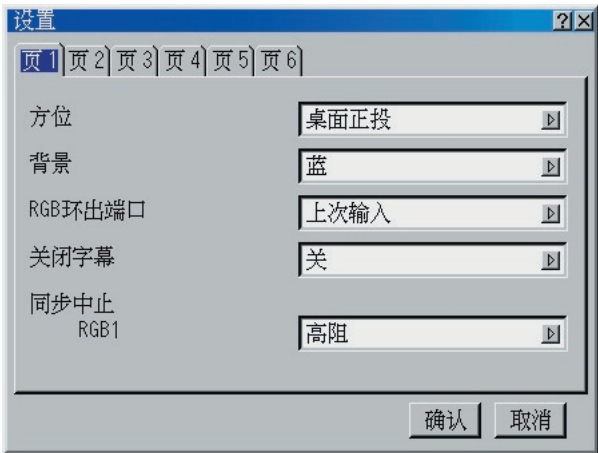 设置
页1 页2 页3 页4 页5 页6
方位 桌面正投
背景 蓝
RGB环出端口 上次输入
关闭字幕 关
同步中止
RGB1 高阻
确认 取消